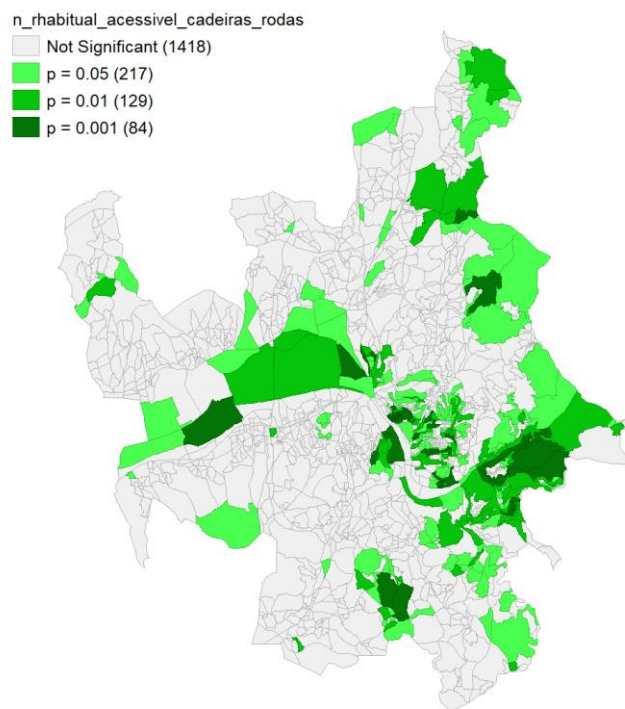 n_rhabitual_acessivel_cadeiras_rodas
Not Significant (1418)
p = 0.05 (217)
p = 0.01 (129)
p = 0.001 (84)